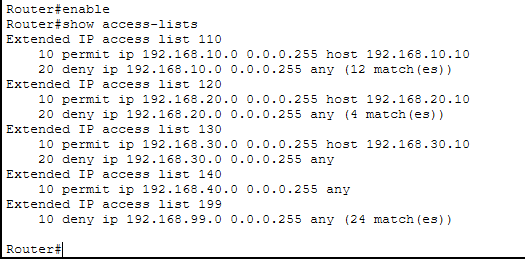 Router#enable
Router#show access-lists
Extended IP access list 110
10 permit ip 192.168.10.0 0.0.0.255 host 192.168.10.10
20 deny ip 192.168.10.0 0.0.0.255 any (12 match(es))
Extended IP access list 120
10 permit ip 192.168.20.0 0.0.0.255 host 192.168.20.10
20 deny ip 192.168.20.0 0.0.0.255 any (4 match(es))
Extended IP access list 130
10 permit ip 192.168.30.0 0.0.0.255 host 192.168.30.10
20 deny ip 192.168.30.0 0.0.0.255 any
Extended IP access list 140
10 permit ip 192.168.40.0 0.0.0.255 any
Extended IP access list 199
10 deny ip 192.168.99.0 0.0.0.255 any (24 match(es))
Router#